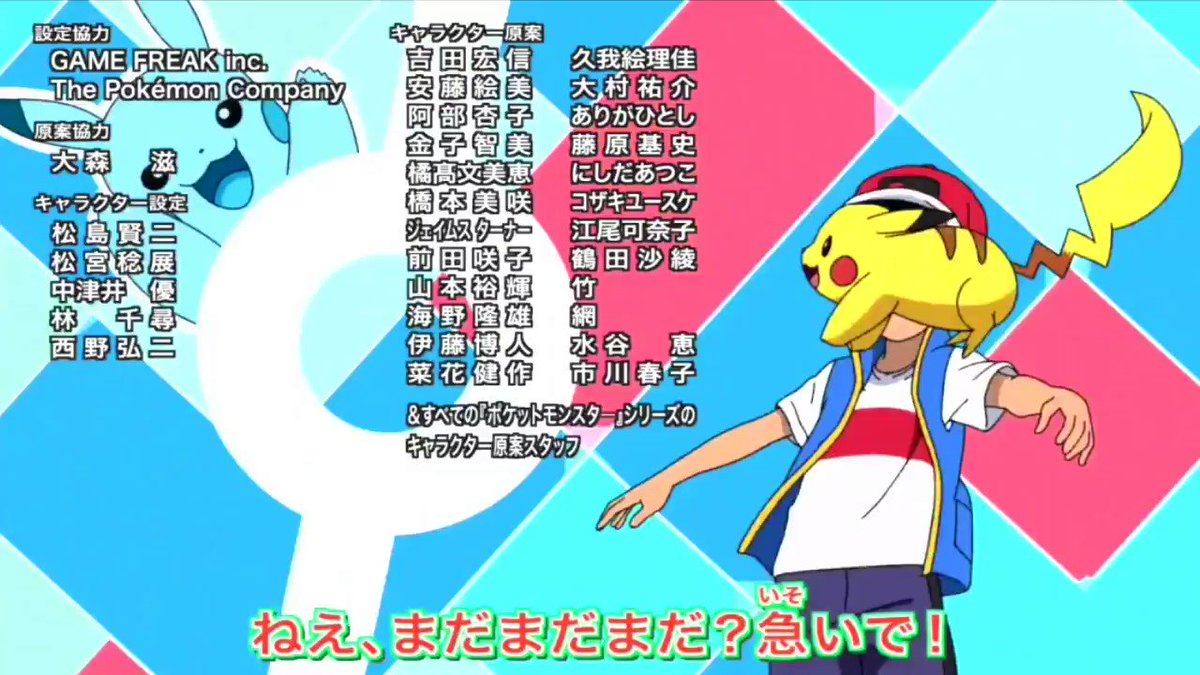 設定協力
GAME FREAK inc.
The Pokémon Company
原案協力
大森 滋
キャラクター設定
松島賢二
松宮稔展
中津井 優
林 千尋
西野弘二
キャラクター原案
吉田宏信 久我絵理佳
安藤絵美 大村祐介
阿部杏子 ありがひとし
金子智美 藤原基史
橘髙文美恵 にしだあつこ
橋本美咲 コザキユースケ
ジェイムス ターナー 江尾可奈子
前田咲子 鶴田沙綾
山本裕輝 竹
海野隆雄 網
伊藤博人 水谷 恵
菜花健作 市川春子
&すべての『ポケットモンスター』シリーズの
キャラクター原案スタッフ
いそ
ねえ、まだまだまだ?急いで!